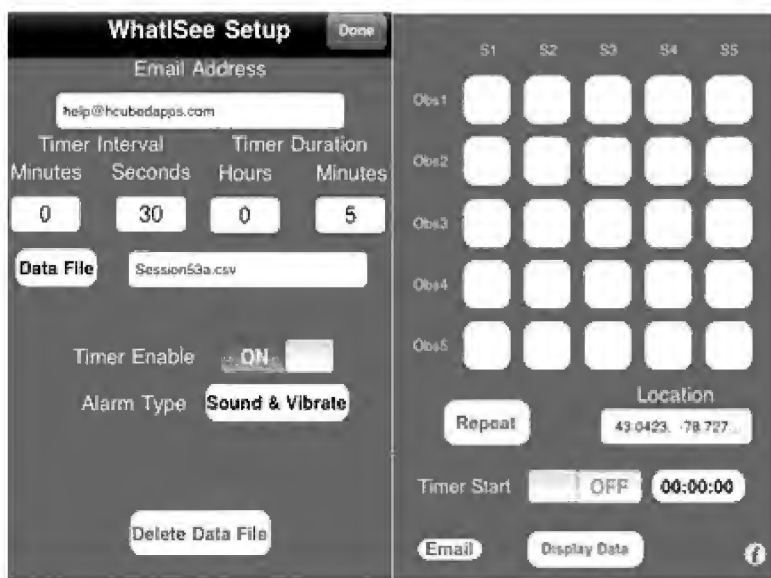 WhatISee Setup
Done
Email Address
help@hcubedapps.com
Timer Interval
Timer Duration
Minutes Seconds Hours Minutes
0 30 0 5
Data File
Session53a.csv
Timer Enable ON
Alarm Type Sound & Vibrate
Delete Data File
S1 S2 S3 S4 S5
Obs1
Obs2
Obs3
Obs4
Obs5
Location
Repeat
43.0423, -78.727...
Timer Start OFF 00:00:00
Email Display Data i